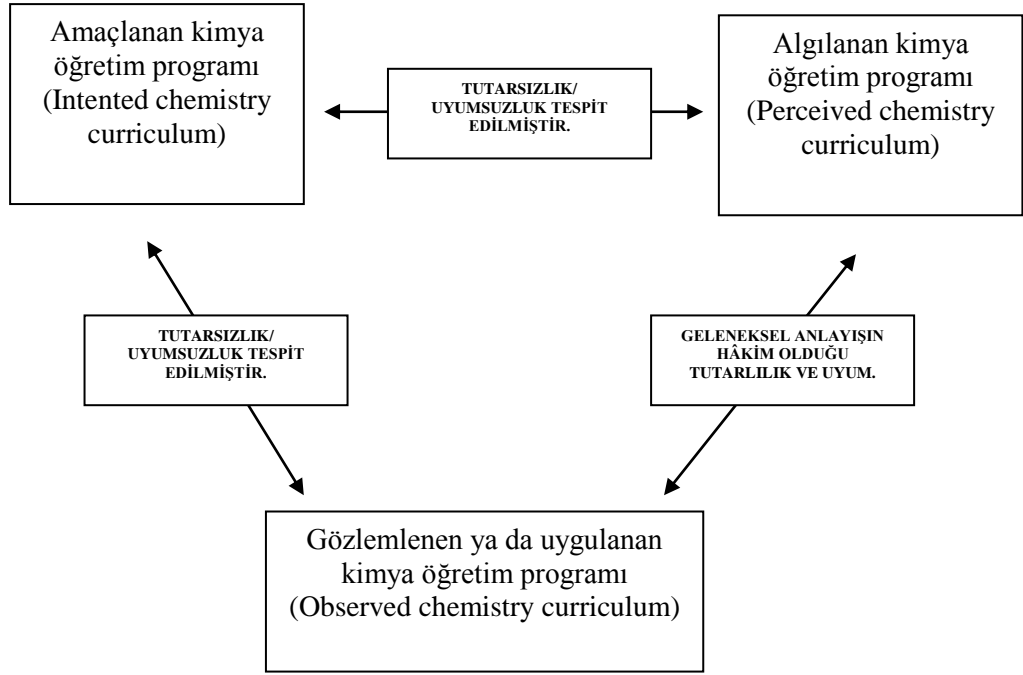 Amaçlanan kimya
öğretim programı
(Intented chemistry
curriculum)
TUTARSIZLIK/
UYUMSUZLUK TESPİT
EDİLMİŞTİR.
Algılanan kimya
öğretim programı
(Perceived chemistry
curriculum)
TUTARSIZLIK/
UYUMSUZLUK TESPİT
EDİLMİŞTİR.
GELENEKSEL ANLAYIŞIN
HÂKİM OLDUĞU
TUTARLILIK VE UYUM.
Gözlemlenen ya da uygulanan
kimya öğretim programı
(Observed chemistry curriculum)